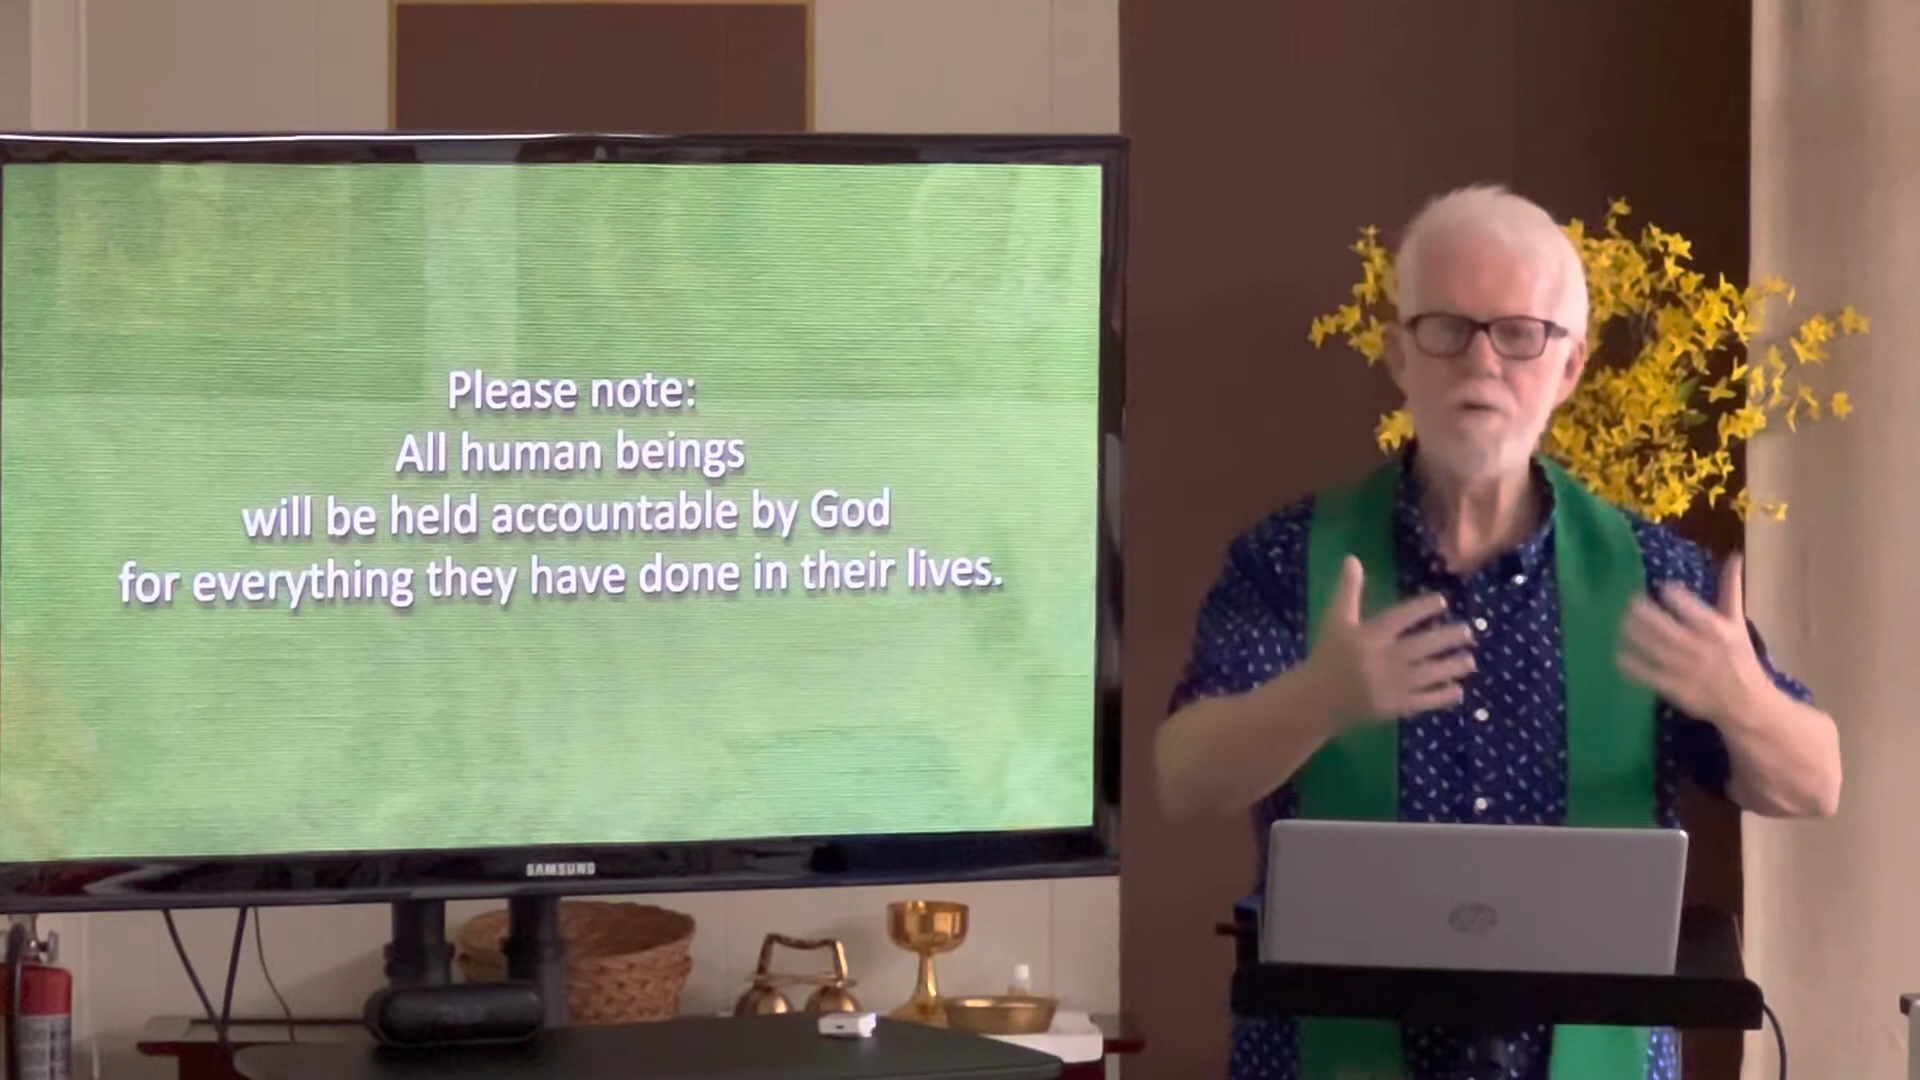 Please note:
All human beings
will be held accountable by God
for everything they have done in their lives.
SAMSUNG
hp